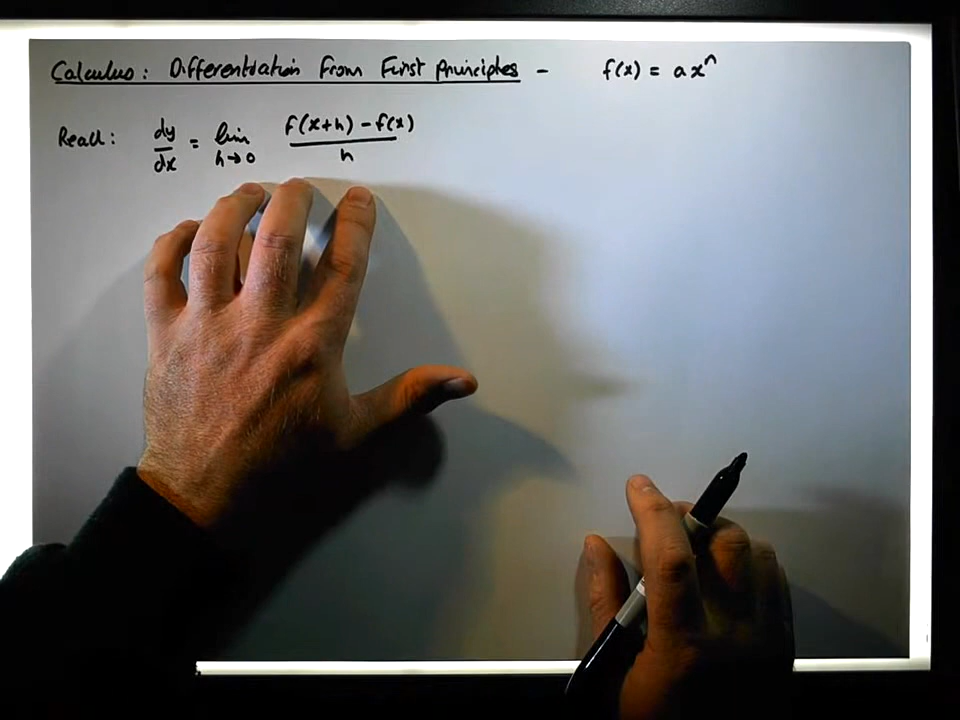 Calculus: Differentiation From First Principles - f(x) = ax^n
Recall: dy/dx = lim h→0 f(x+h) - f(x) / h